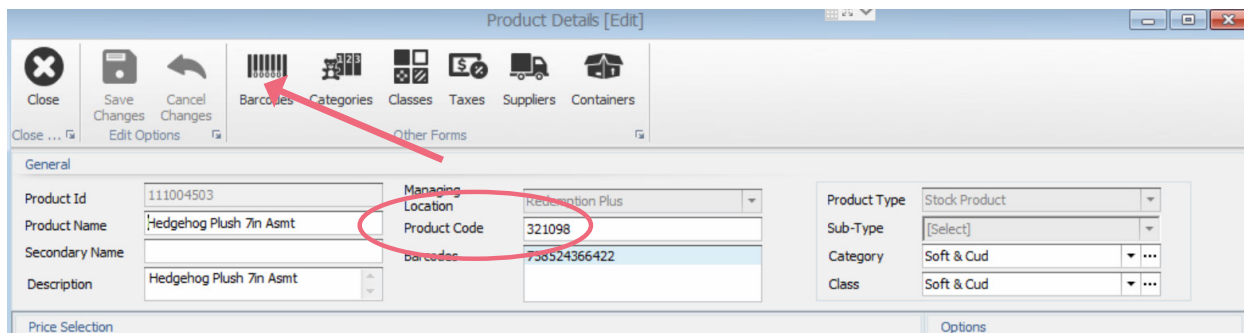 Product Details [Edit]
Close
Save Changes
Cancel Changes
Barcodes
Categories
Classes
Taxes
Suppliers
Containers
Close ...
Edit Options
Other Forms
General
Product Id 111004503
Managing Location Redemption Plus
Product Type Stock Product
Product Name Hedgehog Plush 7in Asmt
Product Code 321098
Sub-Type [Select]
Secondary Name
Barcodes 758524366422
Category Soft & Cud
Description Hedgehog Plush 7in Asmt
Class Soft & Cud
Price Selection
Options